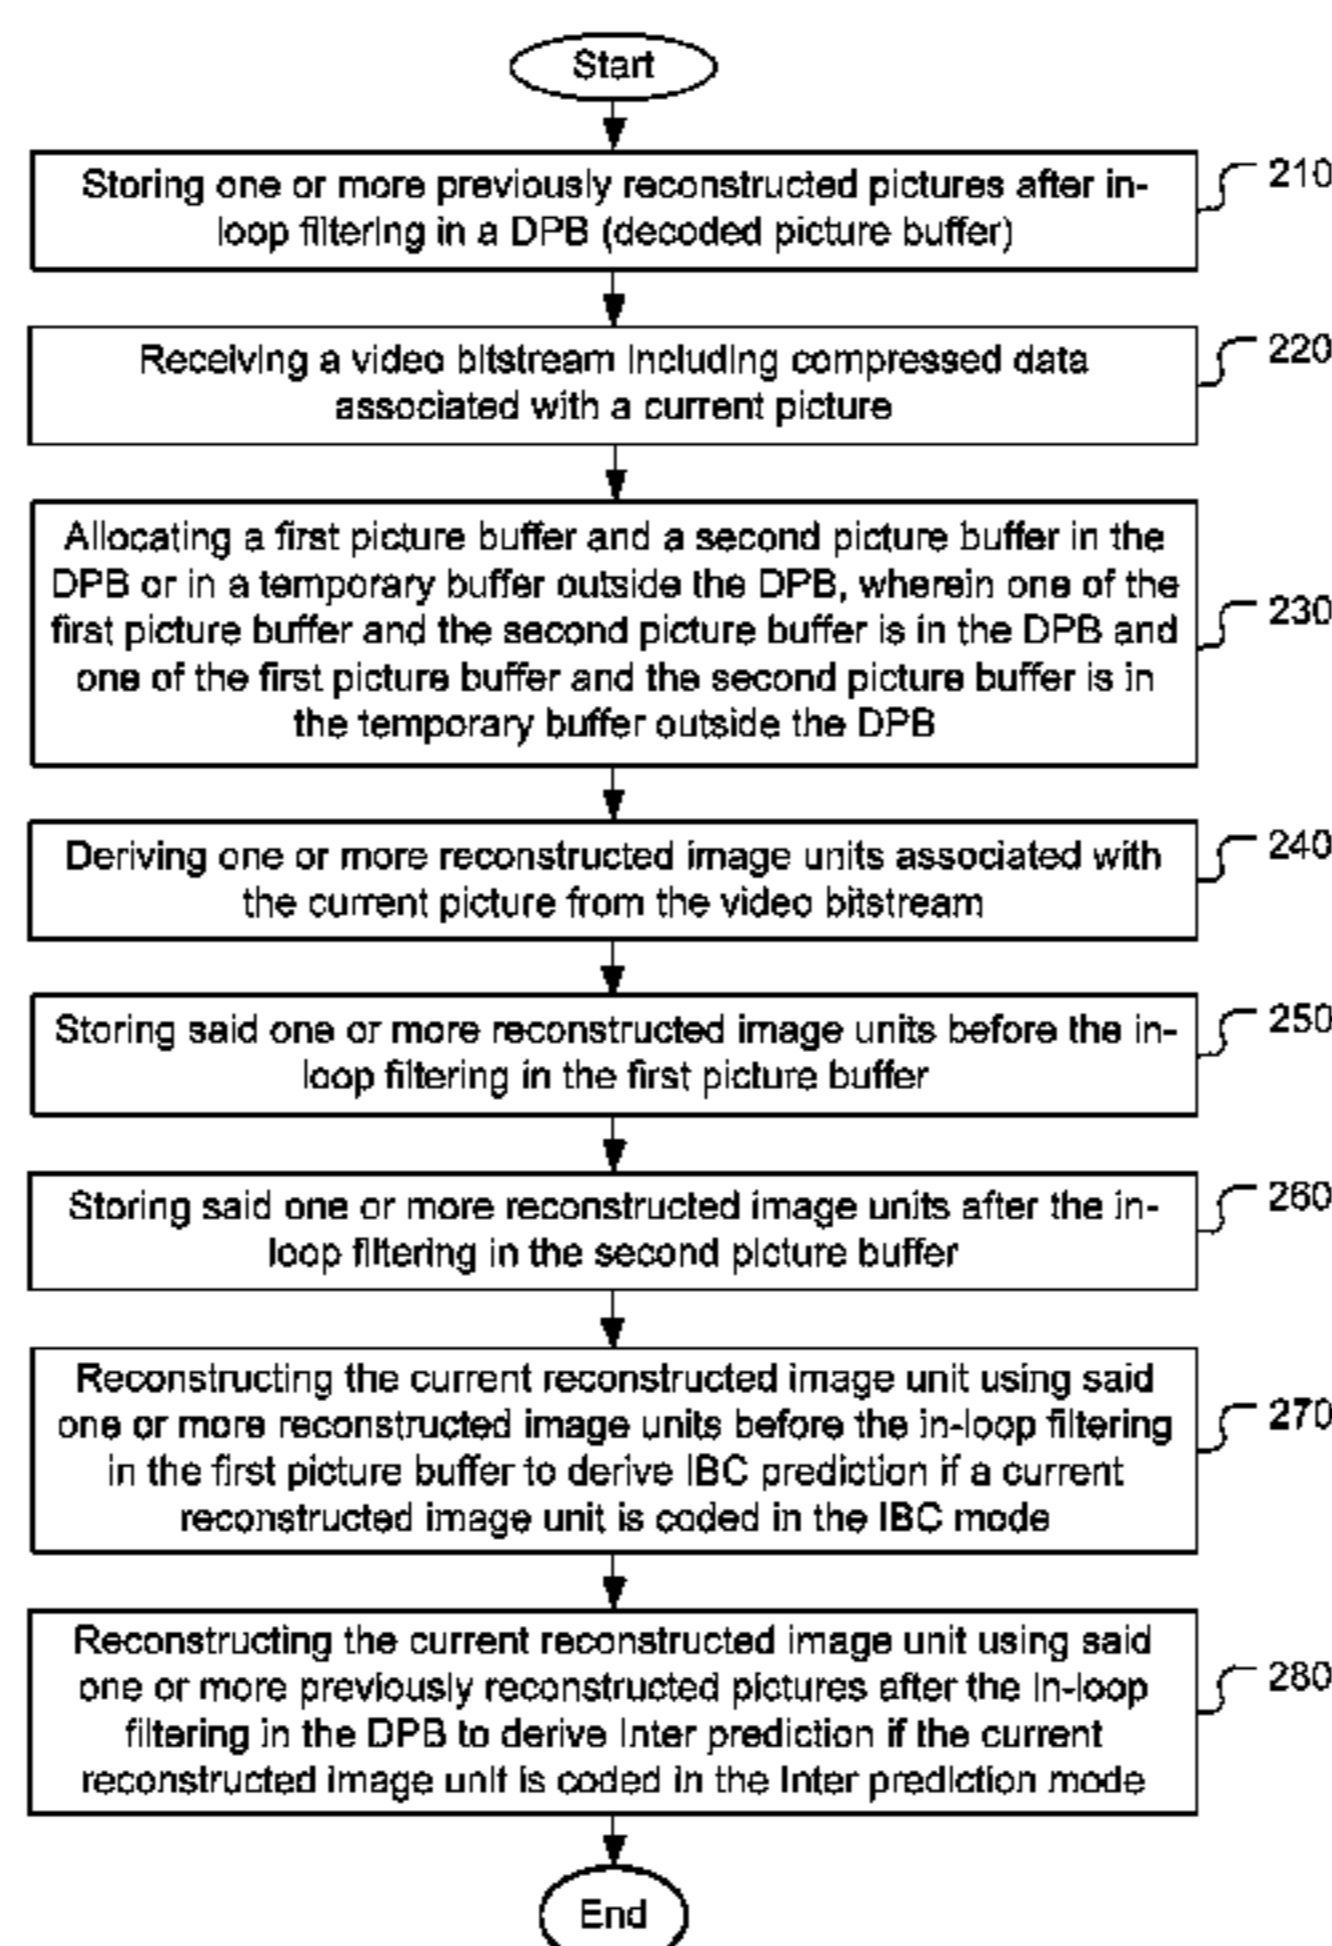 Start
Storing one or more previously reconstructed pictures after in-
loop filtering in a DPB (decoded picture buffer)
210
Receiving a video bitstream including compressed data
associated with a current picture
220
Allocating a first picture buffer and a second picture buffer in the
DPB or in a temporary buffer outside the DPB, wherein one of the
first picture buffer and the second picture buffer is in the DPB and
one of the first picture buffer and the second picture buffer is in
the temporary buffer outside the DPB
230
Deriving one or more reconstructed image units associated with
the current picture from the video bitstream
240
Storing said one or more reconstructed image units before the in-
loop filtering in the first picture buffer
250
Storing said one or more reconstructed image units after the in-
loop filtering in the second picture buffer
260
Reconstructing the current reconstructed image unit using said
one or more reconstructed image units before the in-loop filtering
in the first picture buffer to derive IBC prediction if a current
reconstructed image unit is coded in the IBC mode
270
Reconstructing the current reconstructed image unit using said
one or more previously reconstructed pictures after the in-loop
filtering in the DPB to derive Inter prediction if the current
reconstructed image unit is coded in the Inter prediction mode
280
End